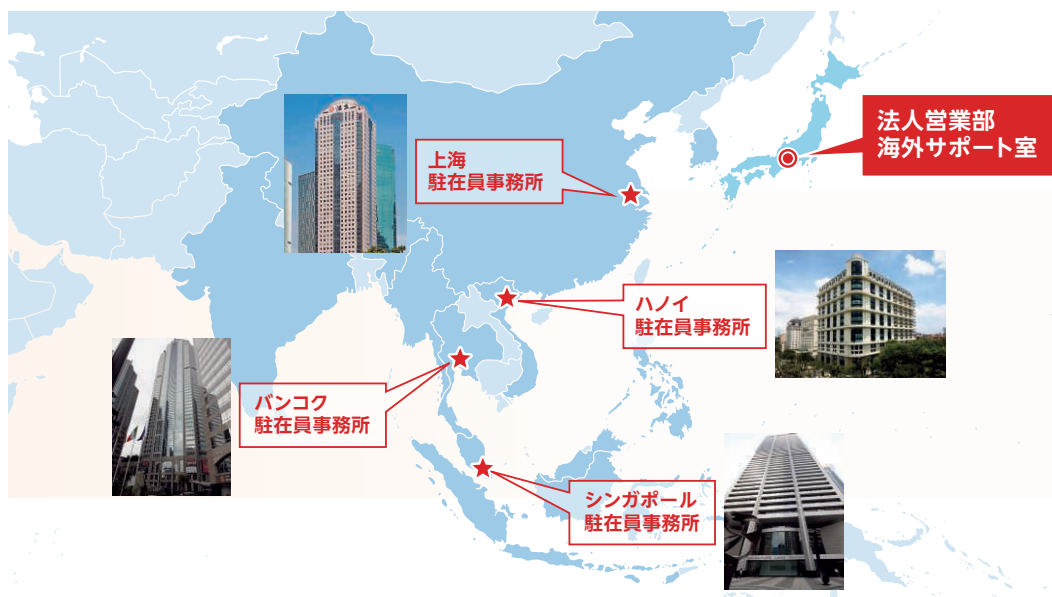 法人営業部
海外サポート室
上海
駐在員事務所
ハノイ
駐在員事務所
バンコク
駐在員事務所
シンガポール
駐在員事務所